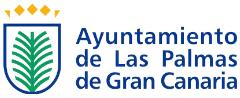 Ayuntamiento
de Las Palmas
de Gran Canaria